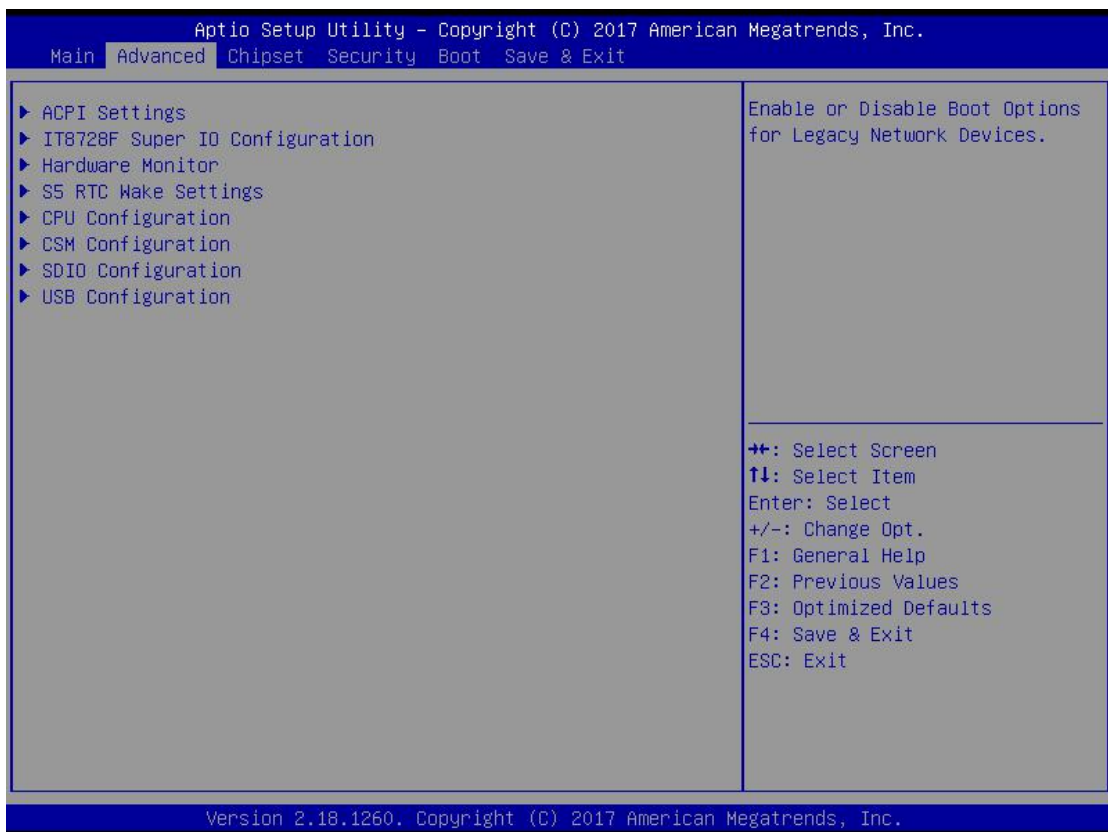 Aptio Setup Utility – Copyright (C) 2017 American Megatrends, Inc.
Main Advanced Chipset Security Boot Save & Exit
▶ ACPI Settings
▶ IT8728F Super IO Configuration
▶ Hardware Monitor
▶ S5 RTC Wake Settings
▶ CPU Configuration
▶ CSM Configuration
▶ SDIO Configuration
▶ USB Configuration
Enable or Disable Boot Options
for Legacy Network Devices.
→←: Select Screen
↑↓: Select Item
Enter: Select
+/-: Change Opt.
F1: General Help
F2: Previous Values
F3: Optimized Defaults
F4: Save & Exit
ESC: Exit
Version 2.18.1260. Copyright (C) 2017 American Megatrends, Inc.